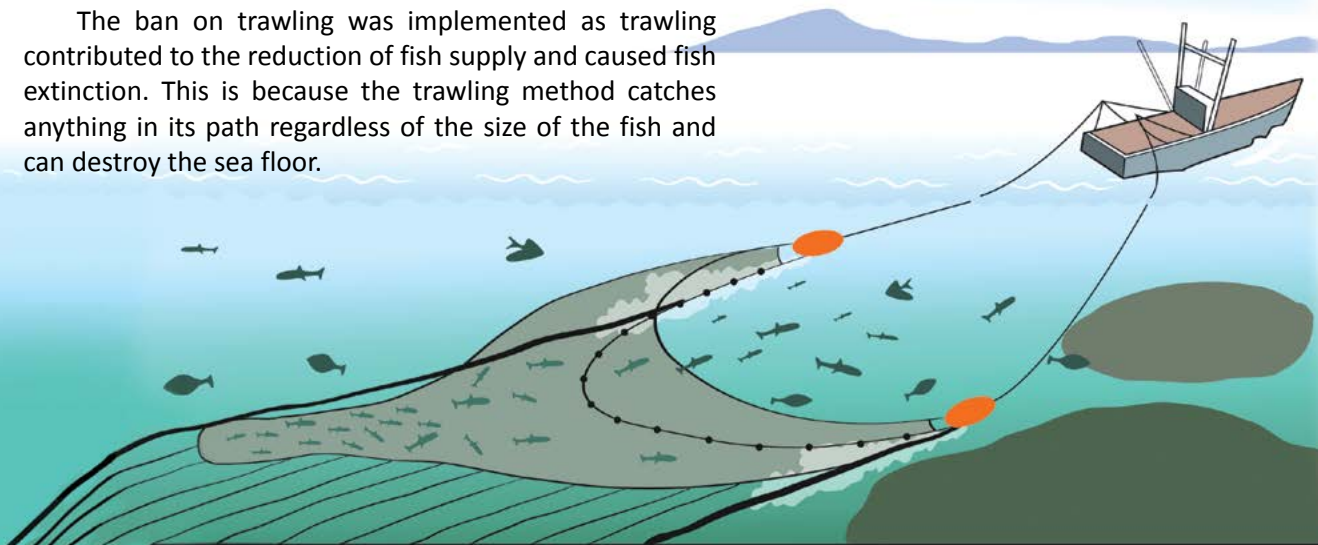 The ban on trawling was implemented as trawling
contributed to the reduction of fish supply and caused fish
extinction. This is because the trawling method catches
anything in its path regardless of the size of the fish and
can destroy the sea floor.